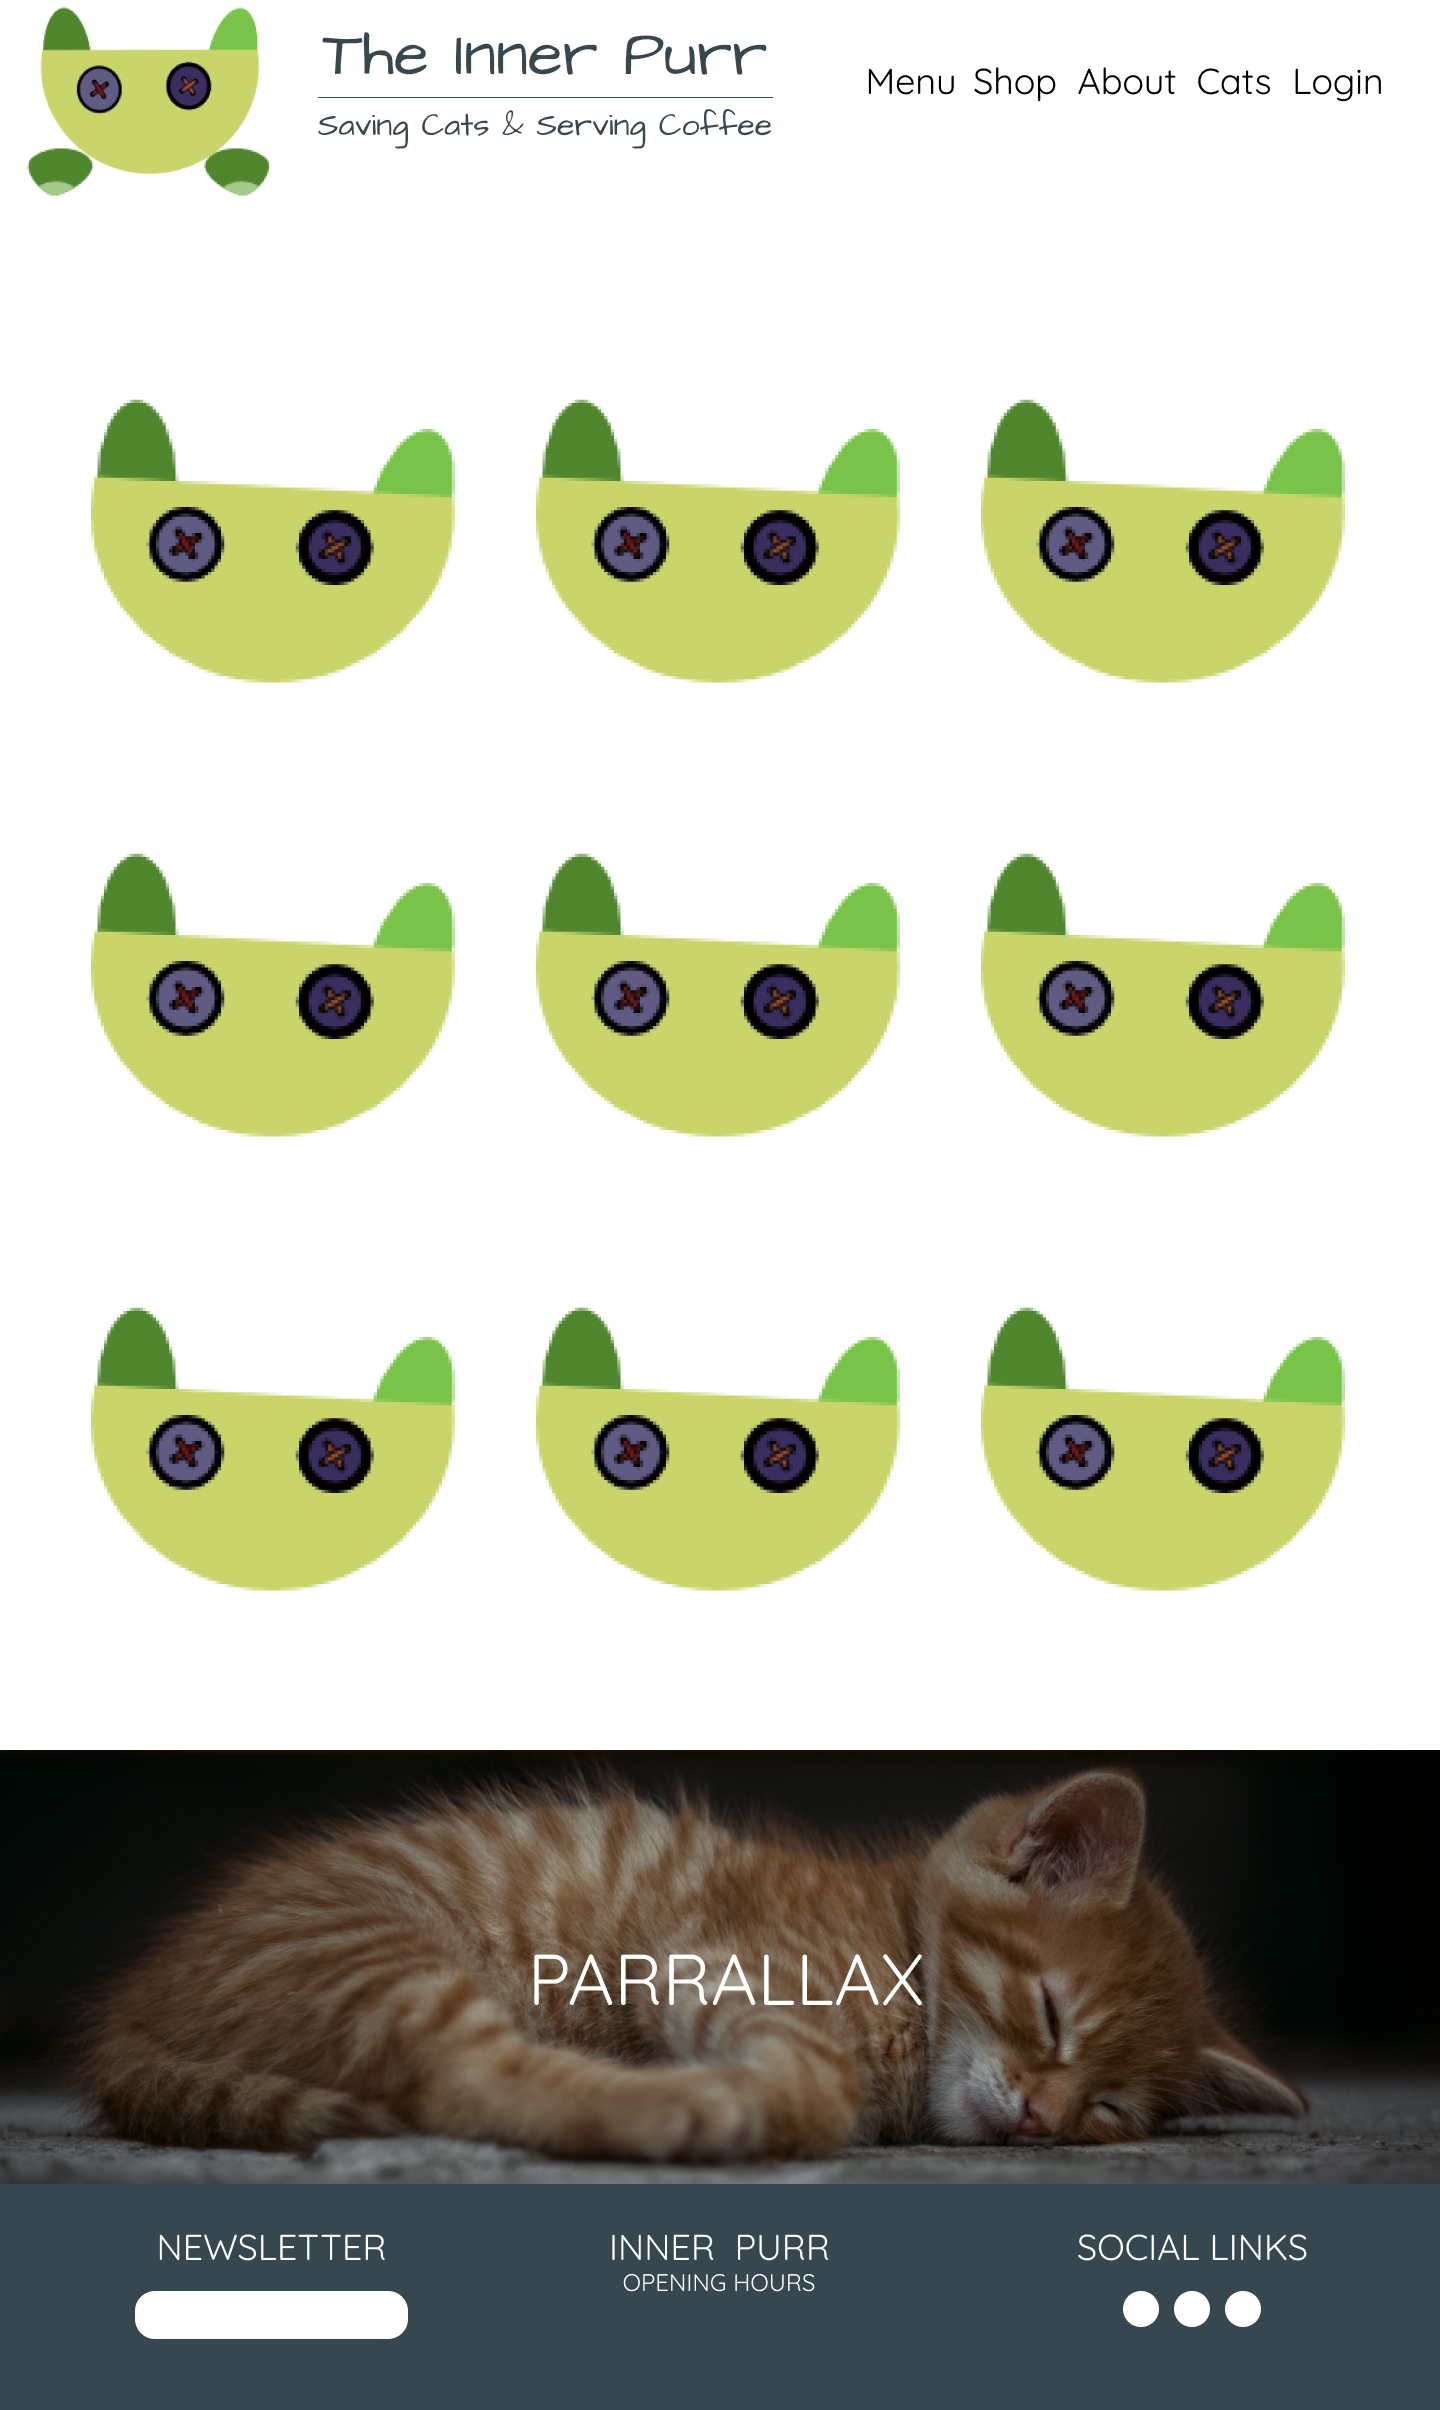 The Inner Purr
Saving Cats & Serving Coffee
Menu Shop About Cats Login
PARRALLAX
NEWSLETTER
INNER PURR
OPENING HOURS
SOCIAL LINKS